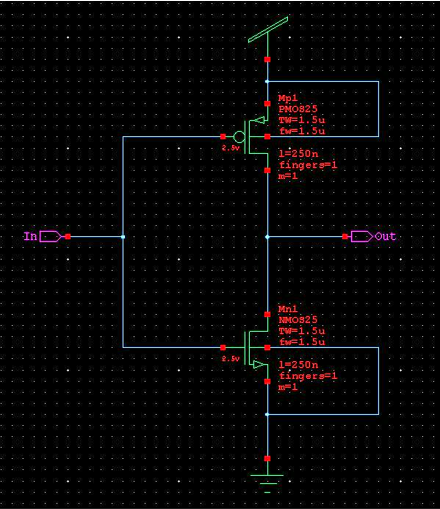 Mp1
PMOS25
TW=1.5u
fw=1.5u
2.5v
l=250n
fingers=1
m=1
In
Out
Mn1
NMOS25
TW=1.5u
fw=1.5u
2.5v
l=250n
fingers=1
m=1